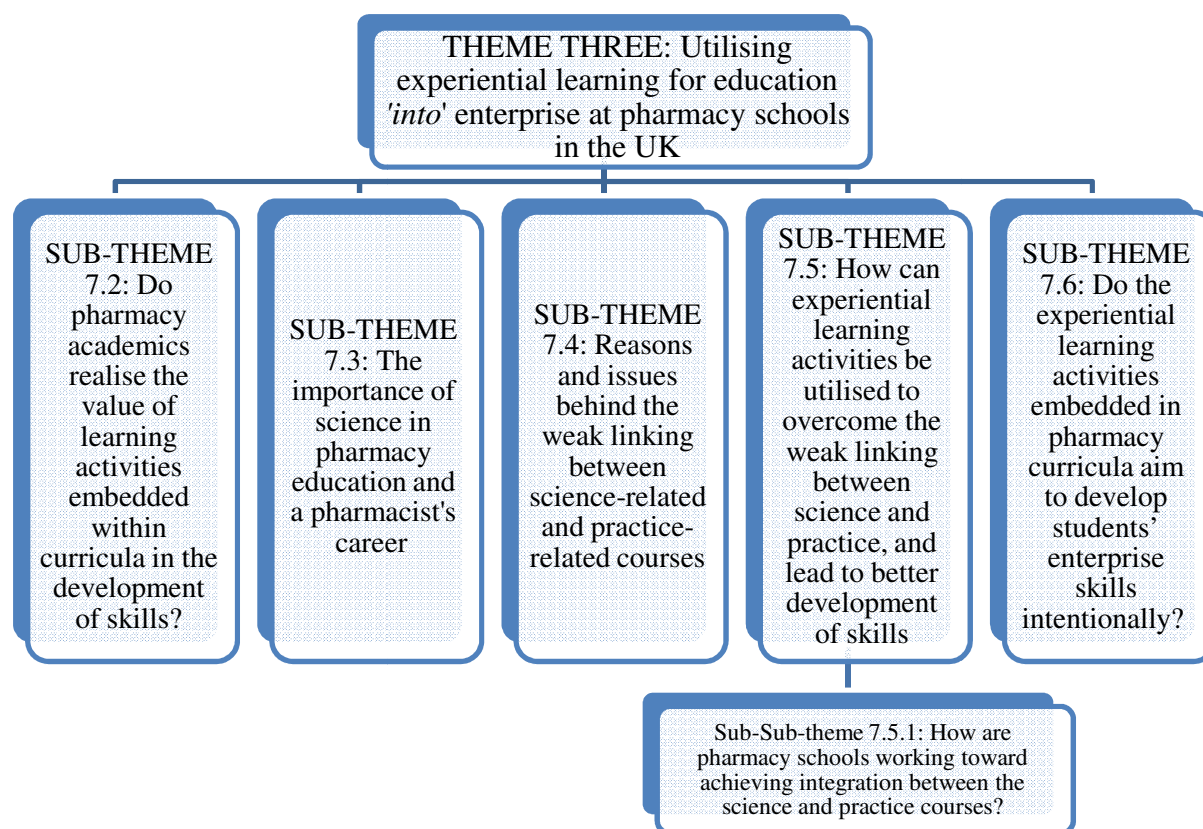 THEME THREE: Utilising
experiential learning for education
'into' enterprise at pharmacy schools
in the UK
SUB-THEME
7.2: Do
pharmacy
academics
realise the
value of
learning
activities
embedded
within
curricula in the
development
of skills?
SUB-THEME
7.3: The
importance of
science in
pharmacy
education and
a pharmacist's
career
SUB-THEME
7.4: Reasons
and issues
behind the
weak linking
between
science-related
and practice-
related courses
SUB-THEME
7.5: How can
experiential
learning
activities be
utilised to
overcome the
weak linking
between
science and
practice, and
lead to better
development
of skills
SUB-THEME
7.6: Do the
experiential
learning
activities
embedded in
pharmacy
curricula aim
to develop
students’
enterprise
skills
intentionally?
Sub-Sub-theme 7.5.1: How are
pharmacy schools working toward
achieving integration between the
science and practice courses?